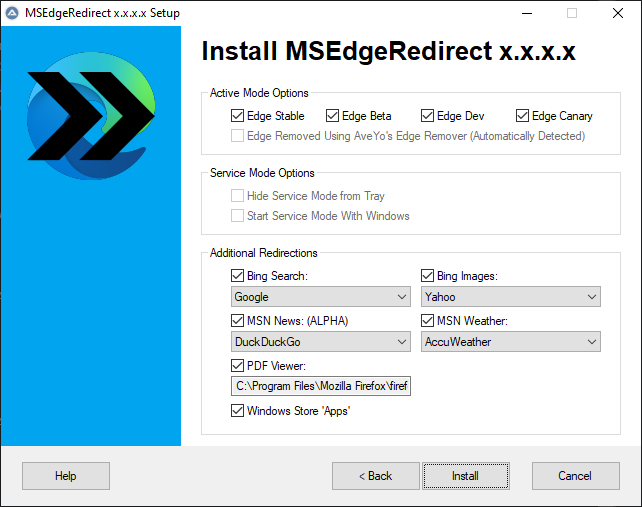 MSEdgeRedirect x.x.x.x Setup
Install MSEdgeRedirect x.x.x.x
Active Mode Options
Edge Stable Edge Beta Edge Dev Edge Canary
Edge Removed Using AveYo's Edge Remover (Automatically Detected)
Service Mode Options
Hide Service Mode from Tray
Start Service Mode With Windows
Additional Redirections
Bing Search: Bing Images:
Google Yahoo
MSN News: (ALPHA) MSN Weather:
DuckDuckGo AccuWeather
PDF Viewer:
C:\Program Files\Mozilla Firefox\firef
Windows Store 'Apps'
Help < Back Install Cancel